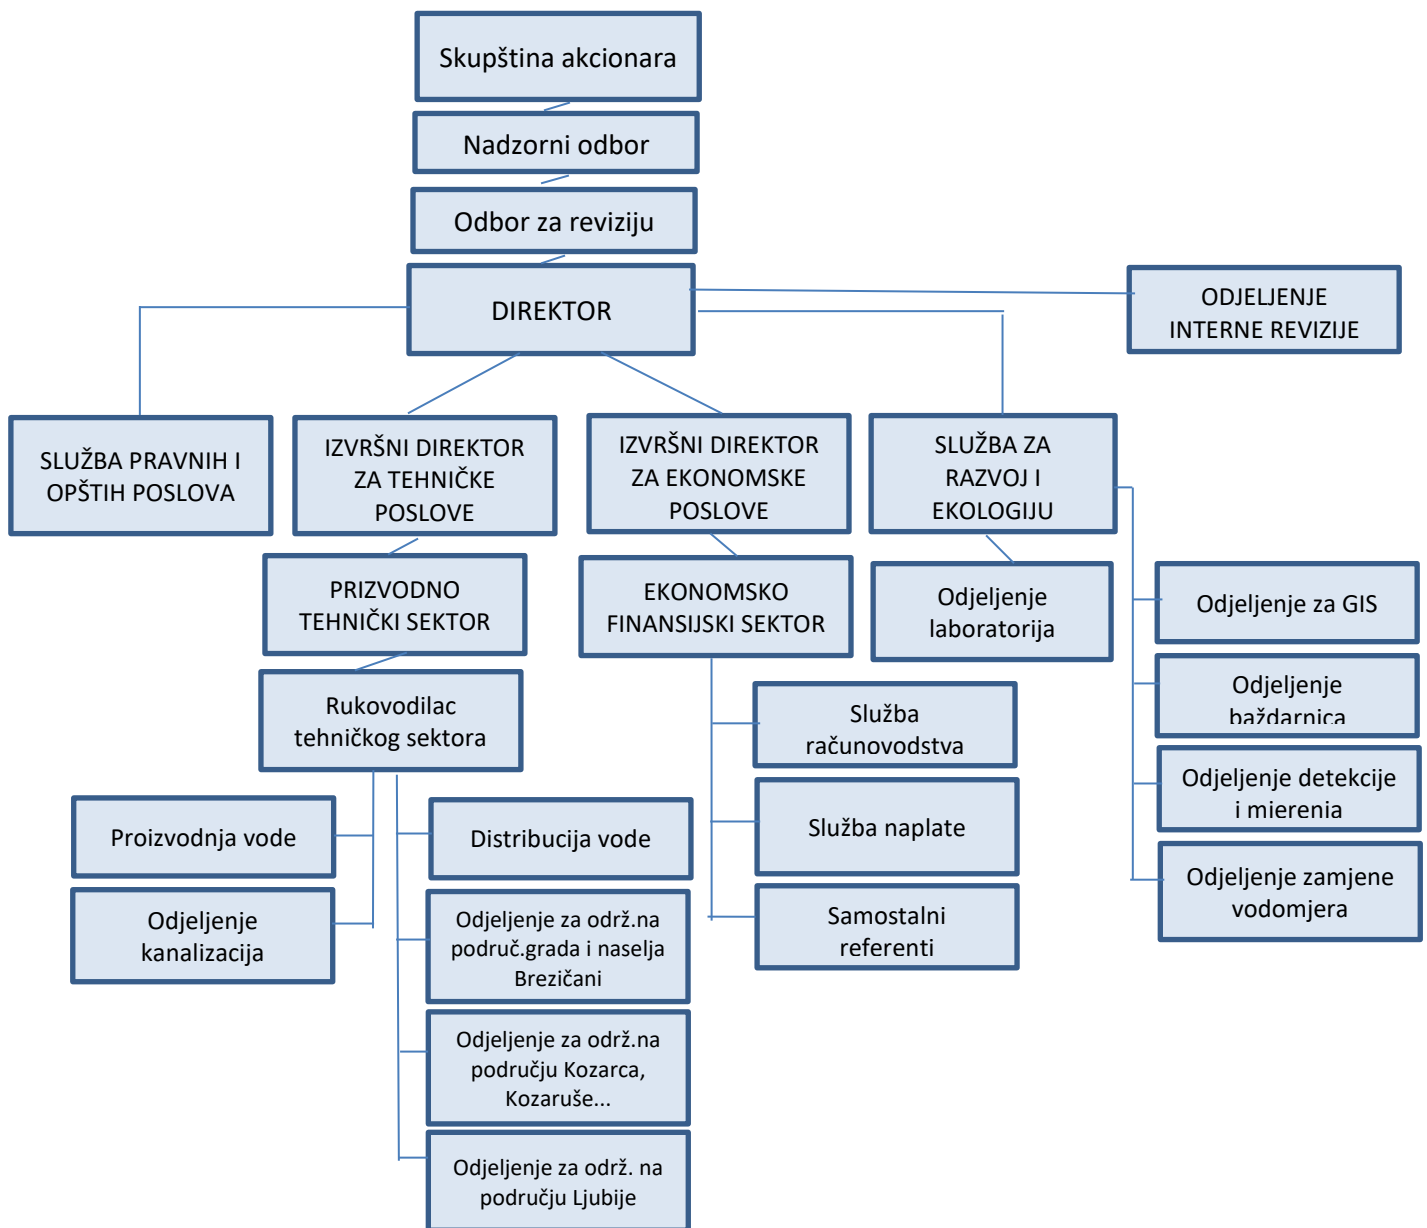 Skupština akcionara
Nadzorni odbor
Odbor za reviziju
DIREKTOR
ODJELJENJE
INTERNE REVIZIJE
SLUŽBA PRAVNIH I
OPŠTIH POSLOVA
IZVRŠNI DIREKTOR
ZA TEHNIČKE
POSLOVE
IZVRŠNI DIREKTOR
ZA EKONOMSKE
POSLOVE
SLUŽBA ZA
RAZVOJ I
EKOLOGIJU
PRIZVODNO
TEHNIČKI SEKTOR
EKONOMSKO
FINANSIJSKI SEKTOR
Odjeljenje
laboratorija
Odjeljenje za GIS
Rukovodilac
tehničkog sektora
Služba
računovodstva
Odjeljenje
baždarnica
Odjeljenje detekcije
i mjerenja
Proizvodnja vode
Distribucija vode
Služba naplate
Odjeljenje zamjene
vodomjera
Odjeljenje
kanalizacija
Odjeljenje za održ.na
područ.grada i naselja
Brezičani
Samostalni
referenti
Odjeljenje za održ.na
području Kozarca,
Kozaruše...
Odjeljenje za održ. na
području Ljubije